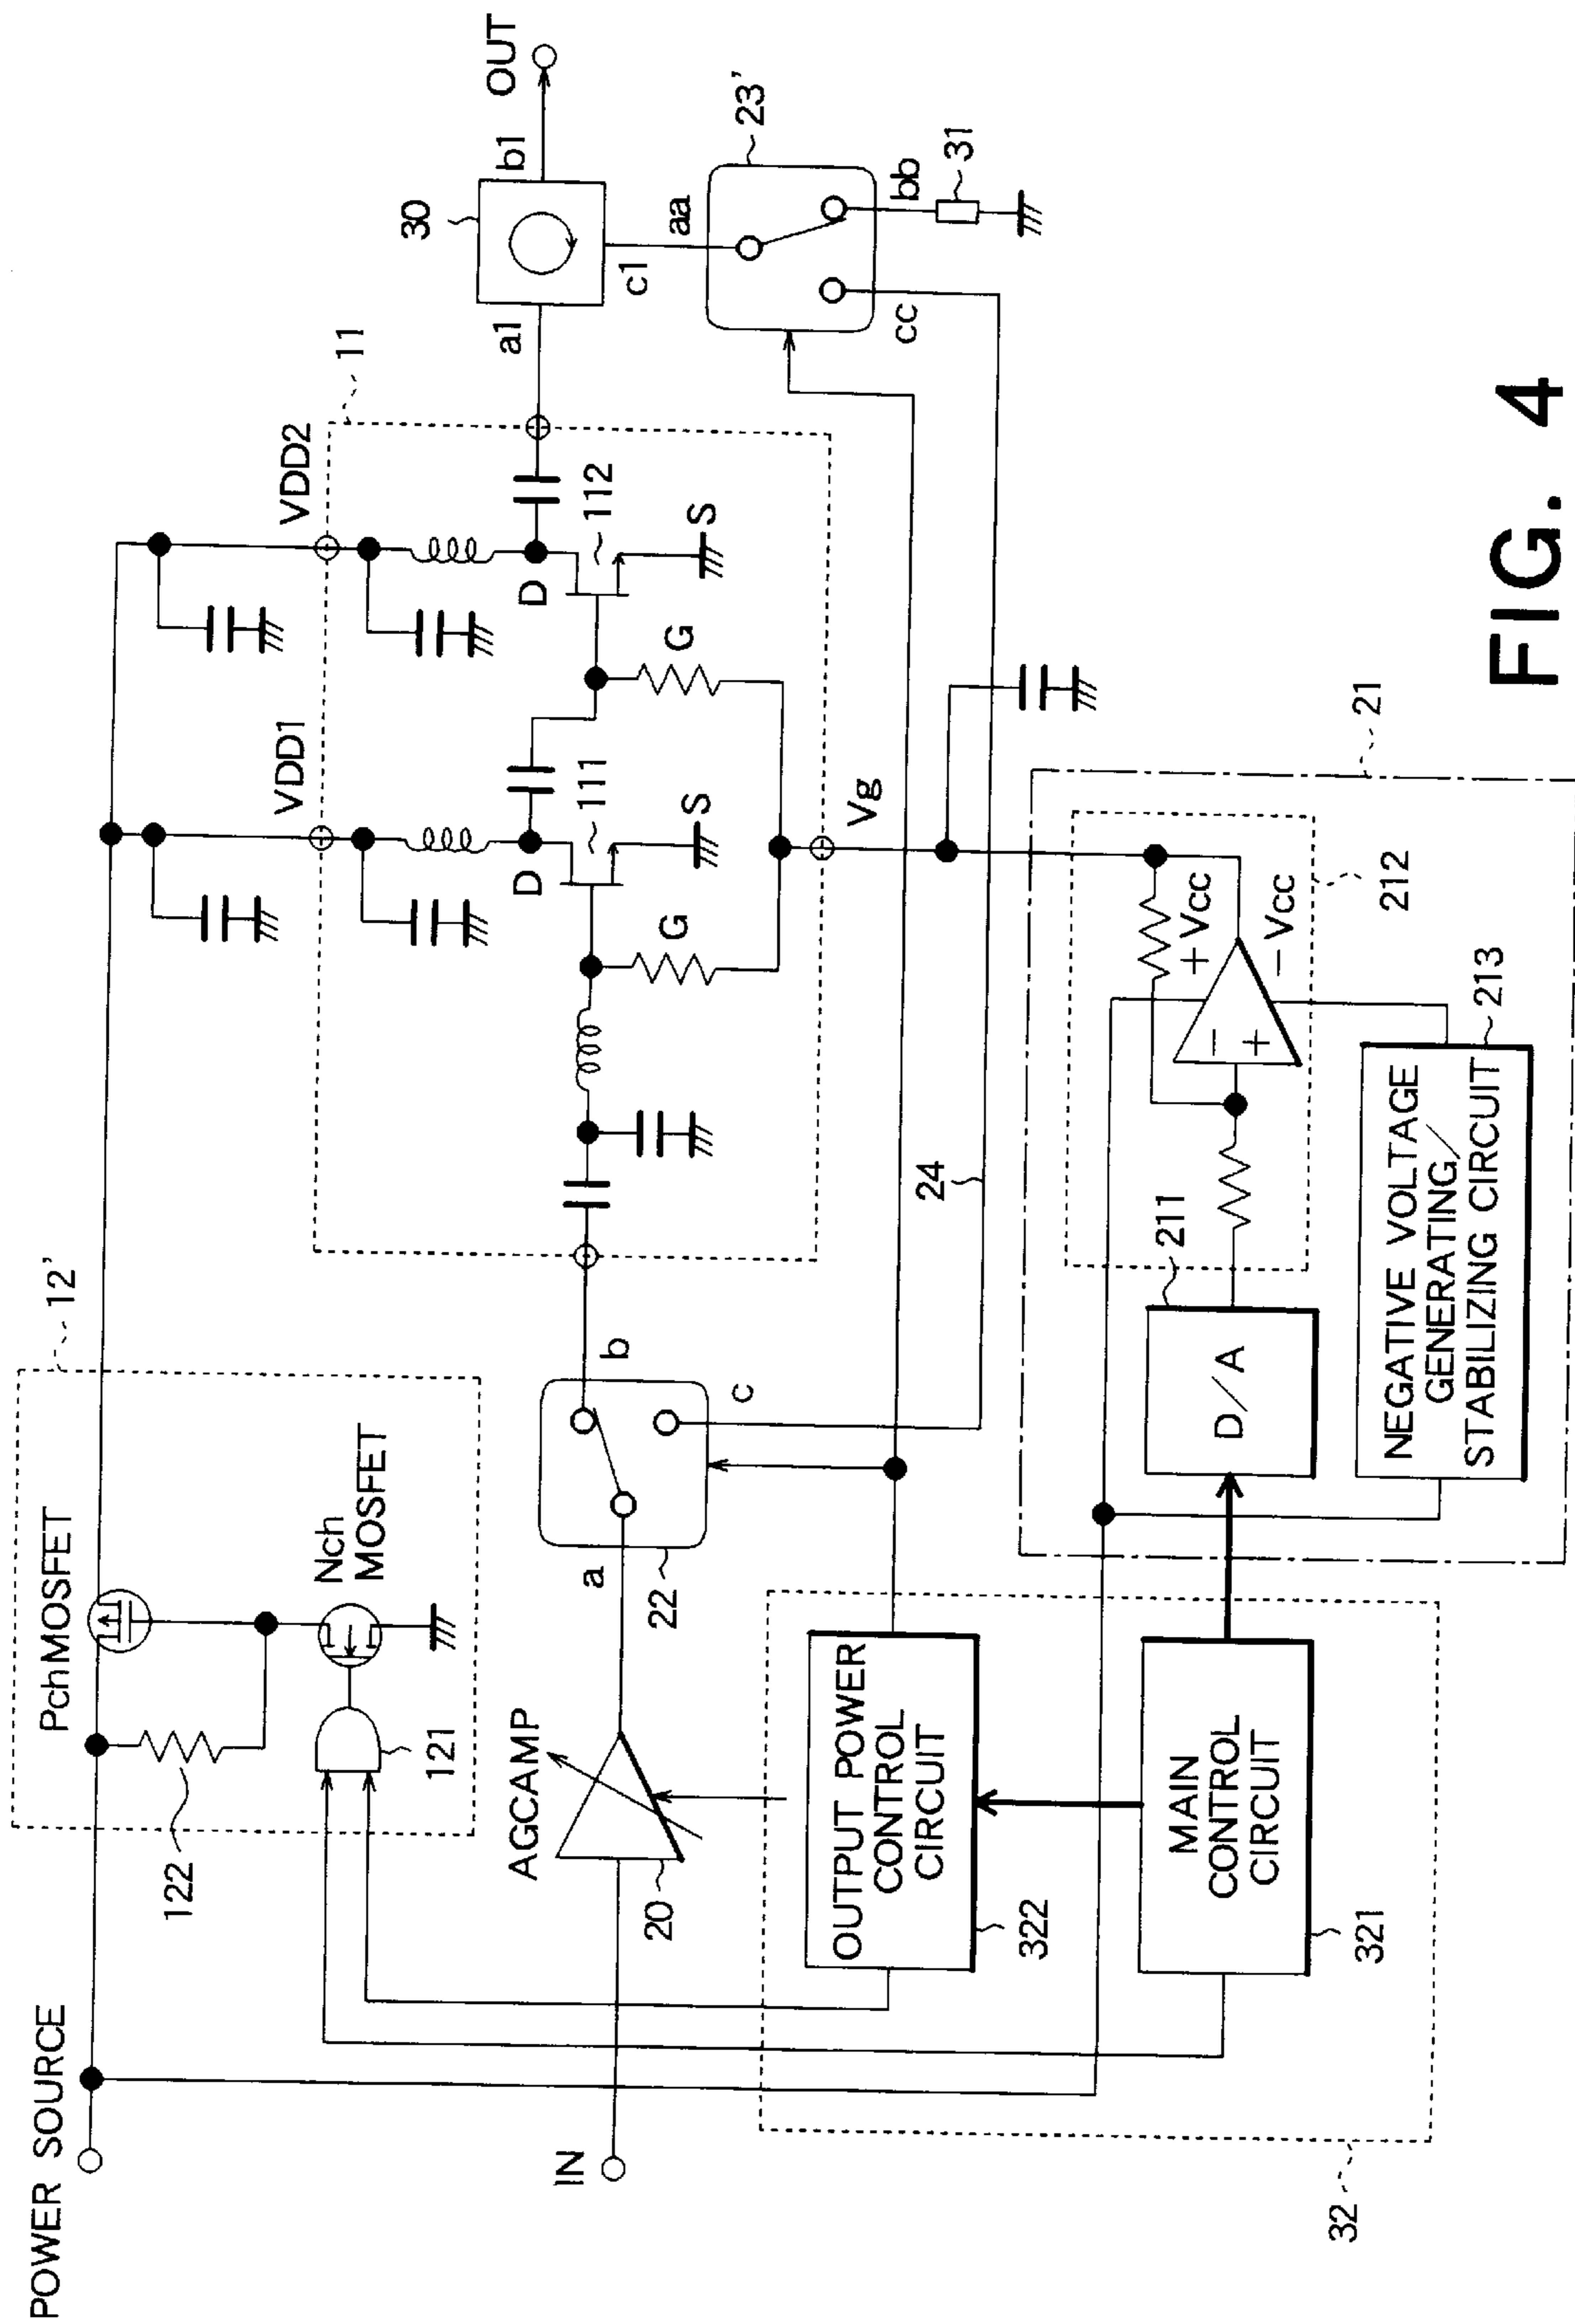 POWER SOURCE
122
PchMOSFET
Nch
MOSFET
121
12'
VDD1
VDD2
11
D
111
S
G
D
112
S
G
30
a1
b1
c1
OUT
aa
23'
bb
cc
31
IN
AGCAMP
20
a
22
b
c
24
Vg
OUTPUT POWER
CONTROL
CIRCUIT
322
MAIN
CONTROL
CIRCUIT
321
32
D/A
211
−
+
+Vcc
−Vcc
212
21
NEGATIVE VOLTAGE
GENERATING/
STABILIZING CIRCUIT
213
FIG. 4